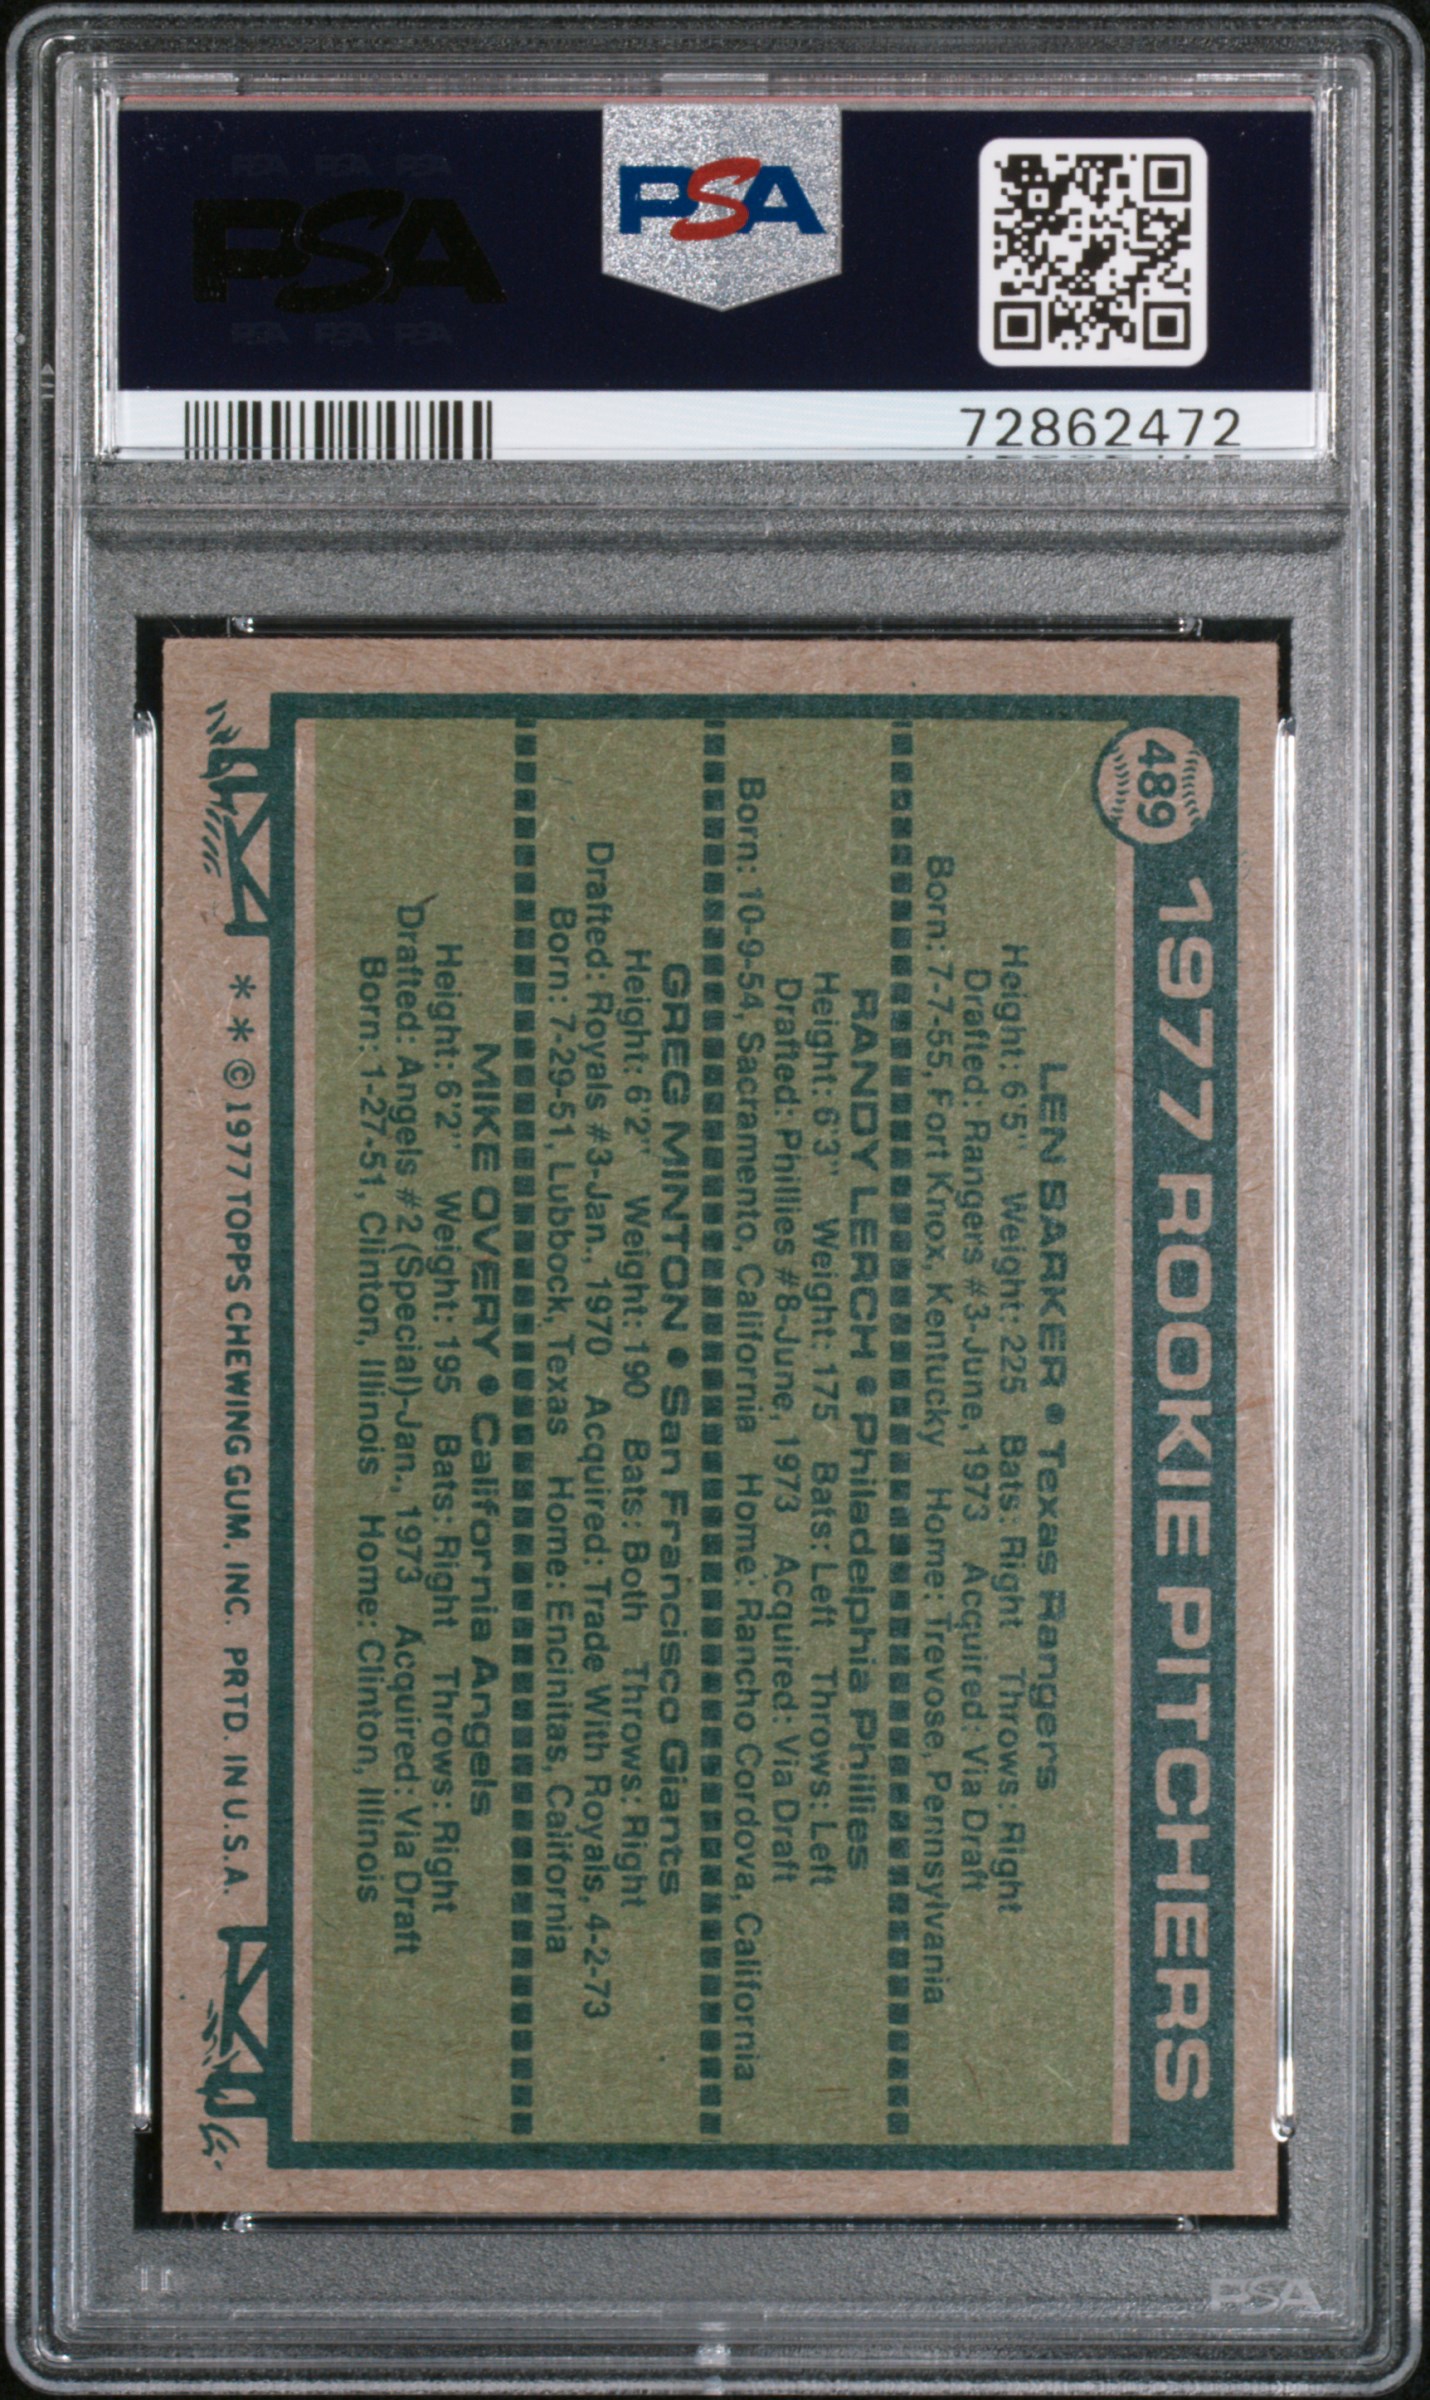 PSA PSA PSA
PSA
PSA PSA PSA
PSA
72862472
489
1977 ROOKIE PITCHERS
LEN BARKER • Texas Rangers
Height: 6'5" Weight: 225 Bats: Right Throws: Right
Drafted: Rangers #3-June, 1973 Acquired: Via Draft
Born: 7-7-55, Fort Knox, Kentucky Home: Trevose, Pennsylvania
RANDY LERCH • Philadelphia Phillies
Height: 6'3" Weight: 175 Bats: Left Throws: Left
Drafted: Phillies #8-June, 1973 Acquired: Via Draft
Born: 10-9-54, Sacramento, California Home: Rancho Cordova, California
GREG MINTON • San Francisco Giants
Height: 6'2" Weight: 190 Bats: Both Throws: Right
Drafted: Royals #3-Jan., 1970 Acquired: Trade With Royals, 4-2-73
Born: 7-29-51, Lubbock, Texas Home: Encinitas, California
MIKE OVERY • California Angels
Height: 6'2" Weight: 195 Bats: Right Throws: Right
Drafted: Angels #2 (Special)-Jan., 1973 Acquired: Via Draft
Born: 1-27-51, Clinton, Illinois Home: Clinton, Illinois
* * © 1977 TOPPS CHEWING GUM, INC. PRTD. IN U.S.A.
PSA